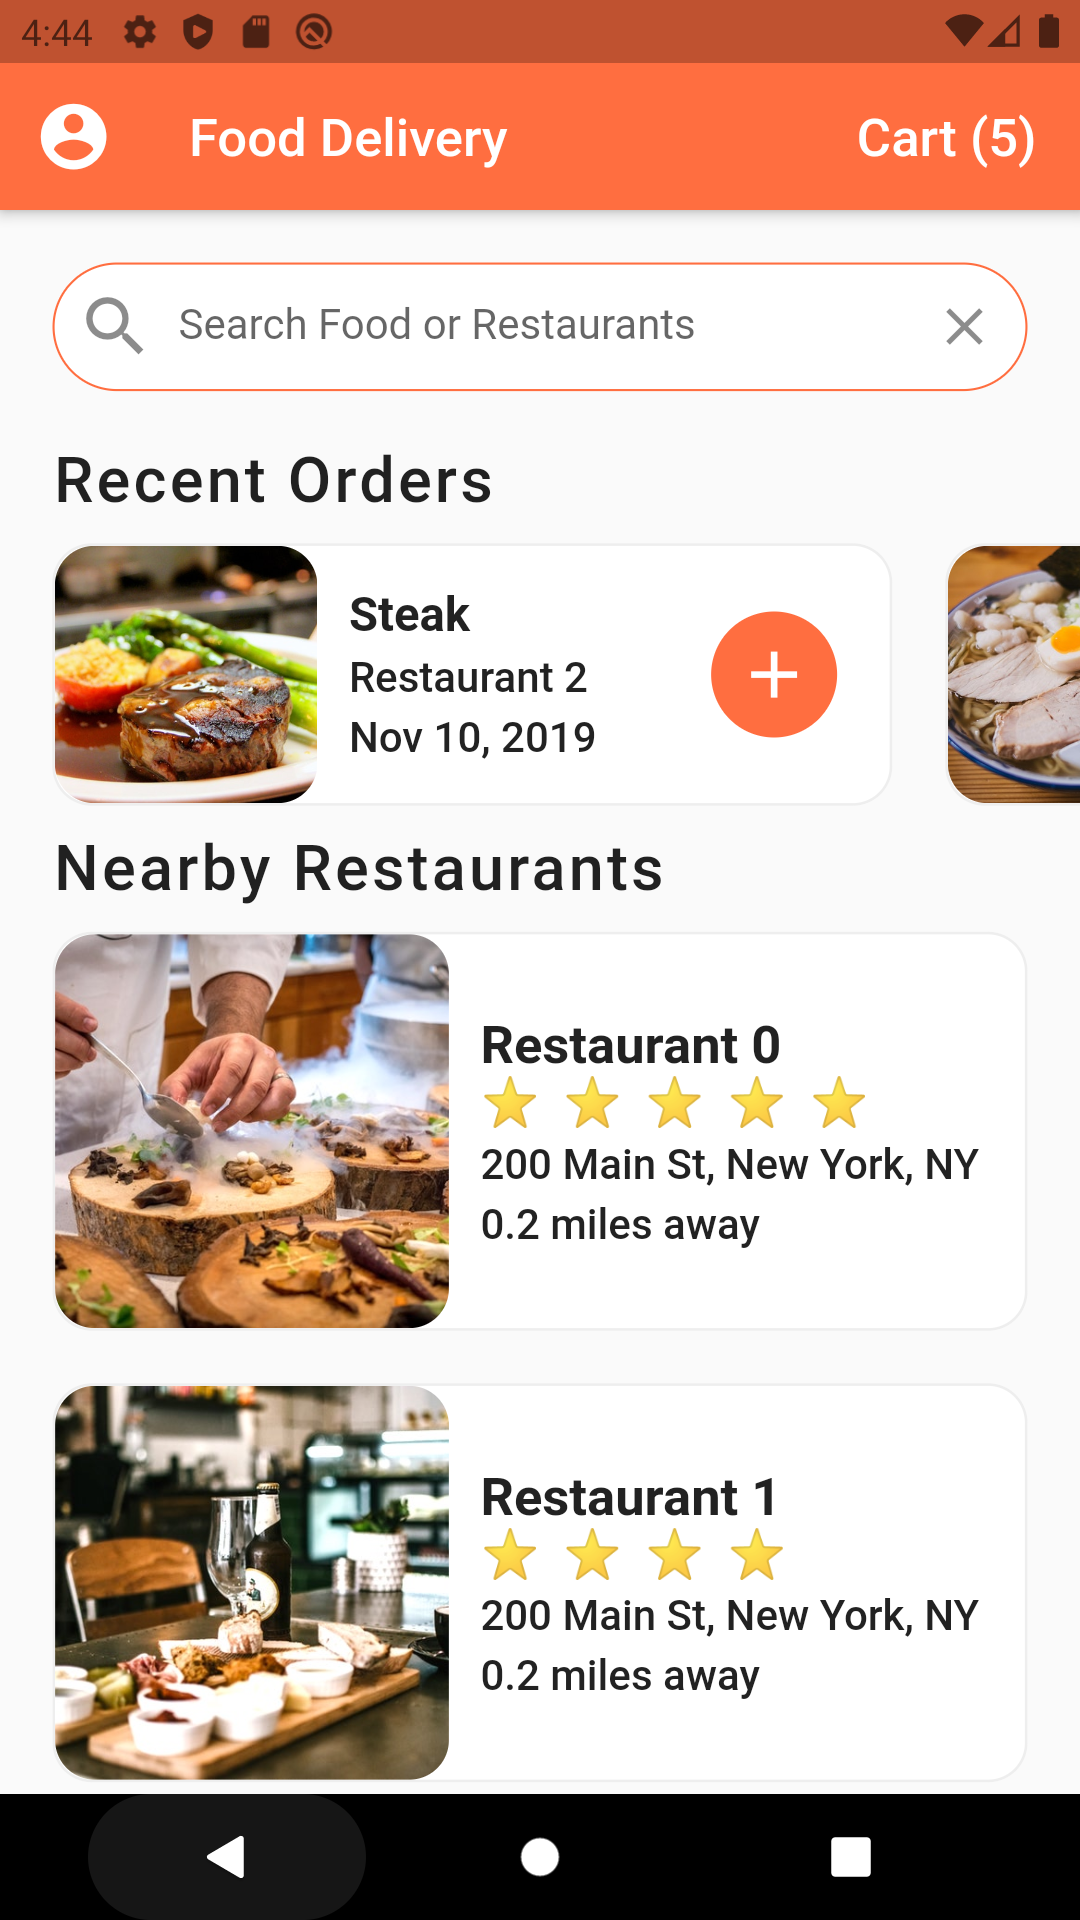 4:44
Food Delivery
Cart (5)
Search Food or Restaurants
Recent Orders
Steak
Restaurant 2
Nov 10, 2019
Nearby Restaurants
Restaurant 0
200 Main St, New York, NY
0.2 miles away
Restaurant 1
200 Main St, New York, NY
0.2 miles away